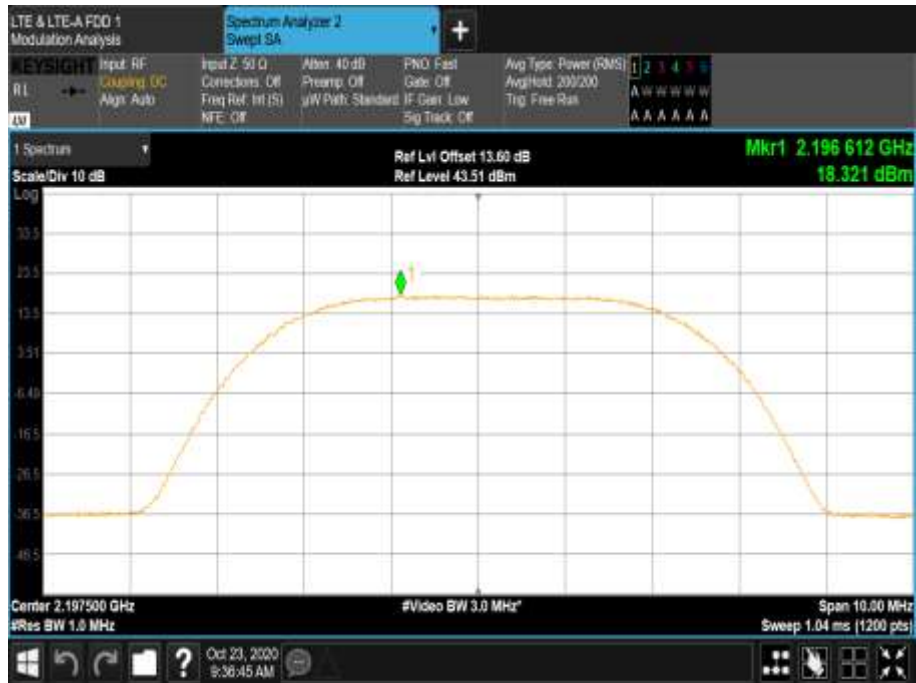 LTE & LTE-A FDD 1
Modulation Analysis
Spectrum Analyzer 2
Swept SA
+
KEYSIGHT
R L
Input: RF
Coupling: DC
Align: Auto
Input Z: 50 Ω
Corrections: Off
Freq Ref: Int (S)
NFE: Off
Atten: 40 dB
Preamp: Off
µW Path: Standard
PNO: Fast
Gate: Off
IF Gain: Low
Sig Track: Off
Avg Type: Power (RMS)
Avg|Hold: 200/200
Trig: Free Run
1 2 3 4 5 6
A W W W W W
A A A A A A
1 Spectrum
Scale/Div 10 dB
Ref Lvl Offset 13.60 dB
Ref Level 43.51 dBm
Mkr1 2.196 612 GHz
18.321 dBm
Log
33.5
23.5
13.5
3.51
-6.49
-16.5
-26.5
-36.5
-46.5
1
Center 2.197500 GHz
#Res BW 1.0 MHz
#Video BW 3.0 MHz*
Span 10.00 MHz
Sweep 1.04 ms (1200 pts)
?
Oct 23, 2020
9:36:45 AM